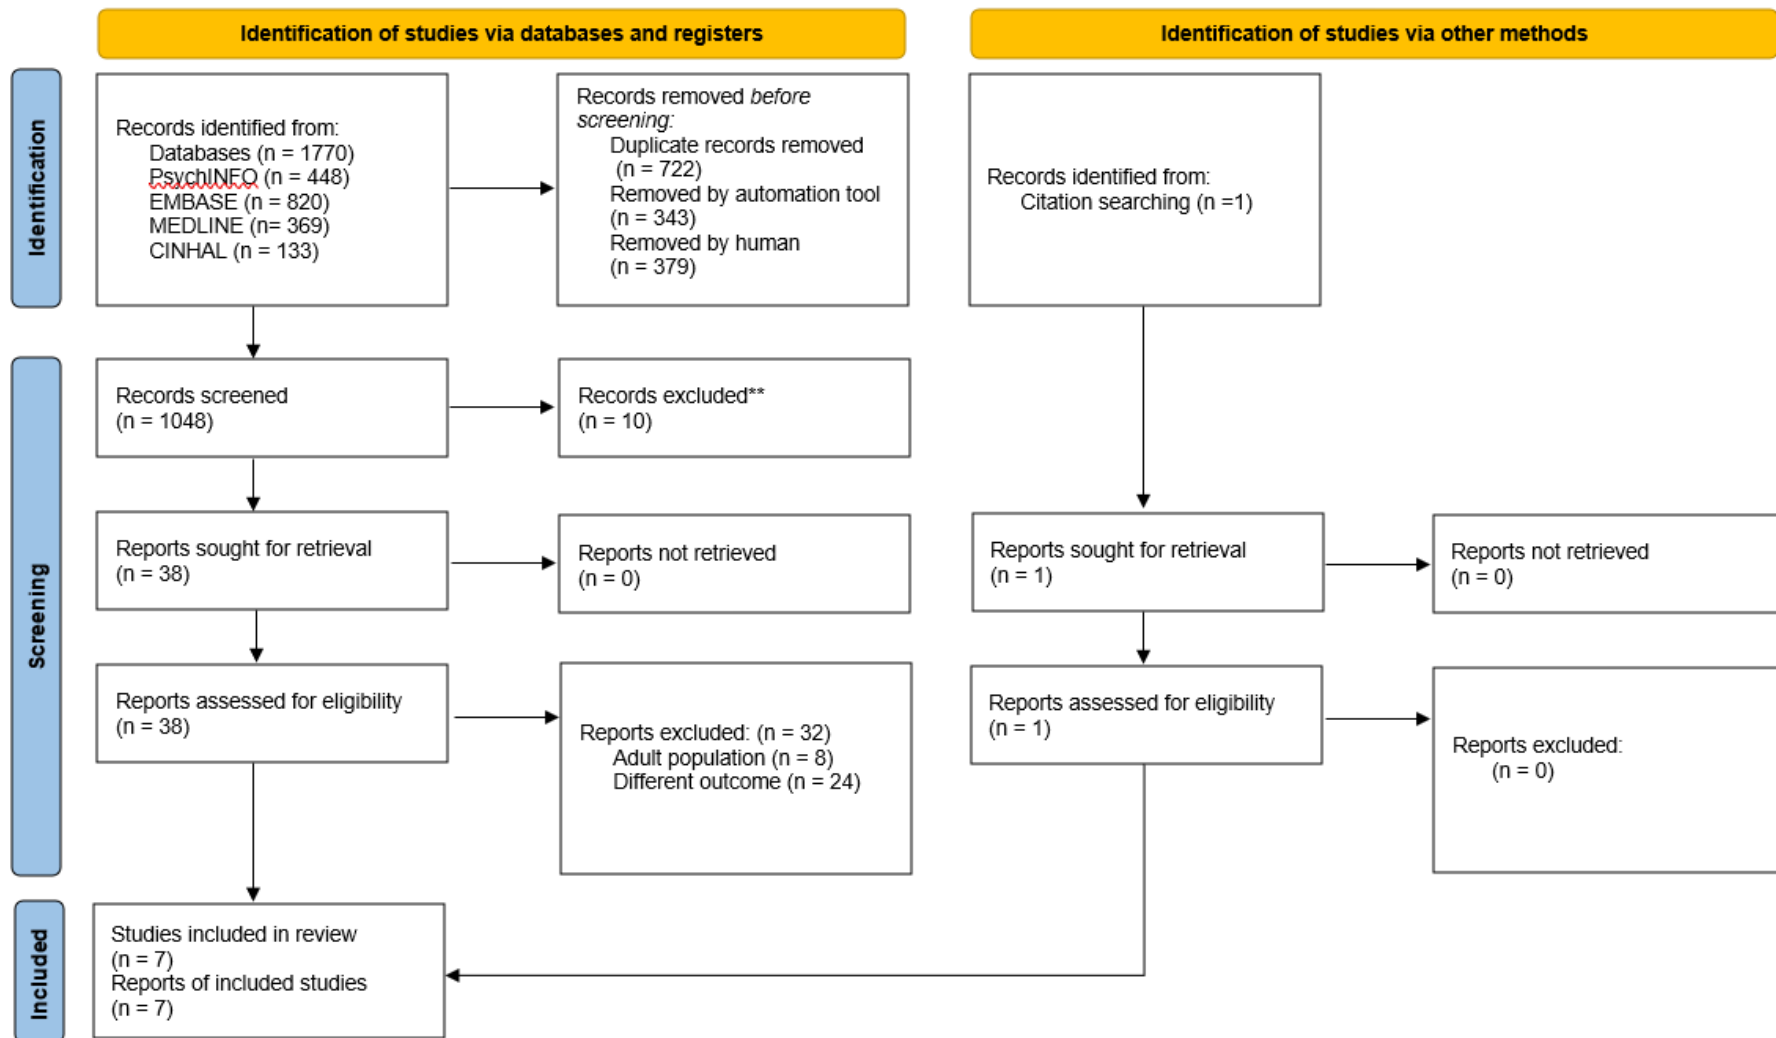 Identification of studies via databases and registers
Identification of studies via other methods
Identification
Records identified from:
Databases (n = 1770)
PsychINFO (n = 448)
EMBASE (n = 820)
MEDLINE (n= 369)
CINHAL (n = 133)
Records removed before
screening:
Duplicate records removed
(n = 722)
Removed by automation tool
(n = 343)
Removed by human
(n = 379)
Records identified from:
Citation searching (n =1)
Screening
Records screened
(n = 1048)
Records excluded**
(n = 10)
Reports sought for retrieval
(n = 38)
Reports not retrieved
(n = 0)
Reports sought for retrieval
(n = 1)
Reports not retrieved
(n = 0)
Reports assessed for eligibility
(n = 38)
Reports excluded: (n = 32)
Adult population (n = 8)
Different outcome (n = 24)
Reports assessed for eligibility
(n = 1)
Reports excluded:
(n = 0)
Included
Studies included in review
(n = 7)
Reports of included studies
(n = 7)